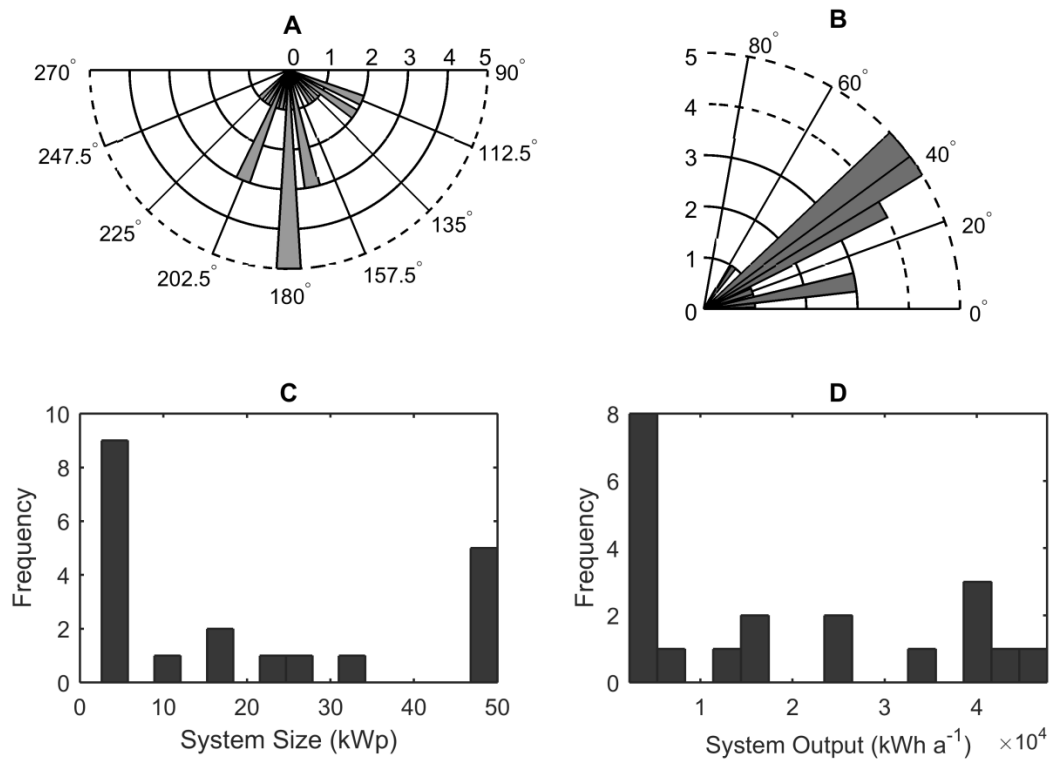 A
0 1 2 3 4 5
270°
90°
247.5°
112.5°
225°
135°
202.5°
157.5°
180°
B
80°
60°
40°
20°
0°
5
4
3
2
1
0
C
10
8
6
4
2
0
Frequency
0 10 20 30 40 50
System Size (kWp)
D
8
6
4
2
0
Frequency
1 2 3 4
×10⁴
System Output (kWh a⁻¹)